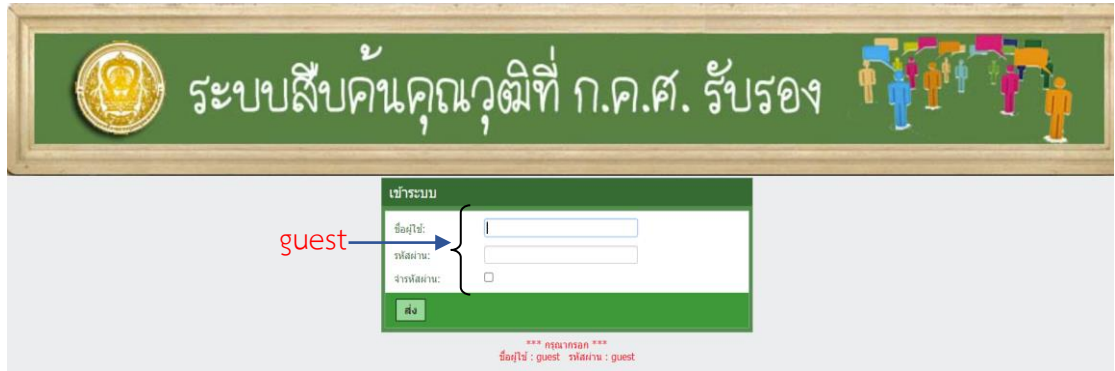 ระบบสืบค้นคุณวุฒิที่ ก.ค.ศ. รับรอง
เข้าระบบ
guest
ชื่อผู้ใช้:
รหัสผ่าน:
จำรหัสผ่าน:
ส่ง
*** กรุณากรอก ***
ชื่อผู้ใช้ : guest รหัสผ่าน : guest